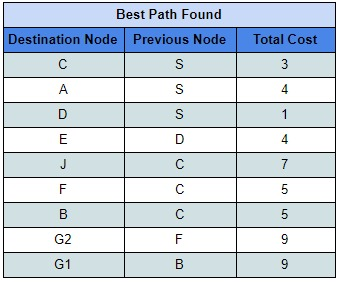 Best Path Found
Destination Node Previous Node Total Cost
C S 3
A S 4
D S 1
E D 4
J C 7
F C 5
B C 5
G2 F 9
G1 B 9